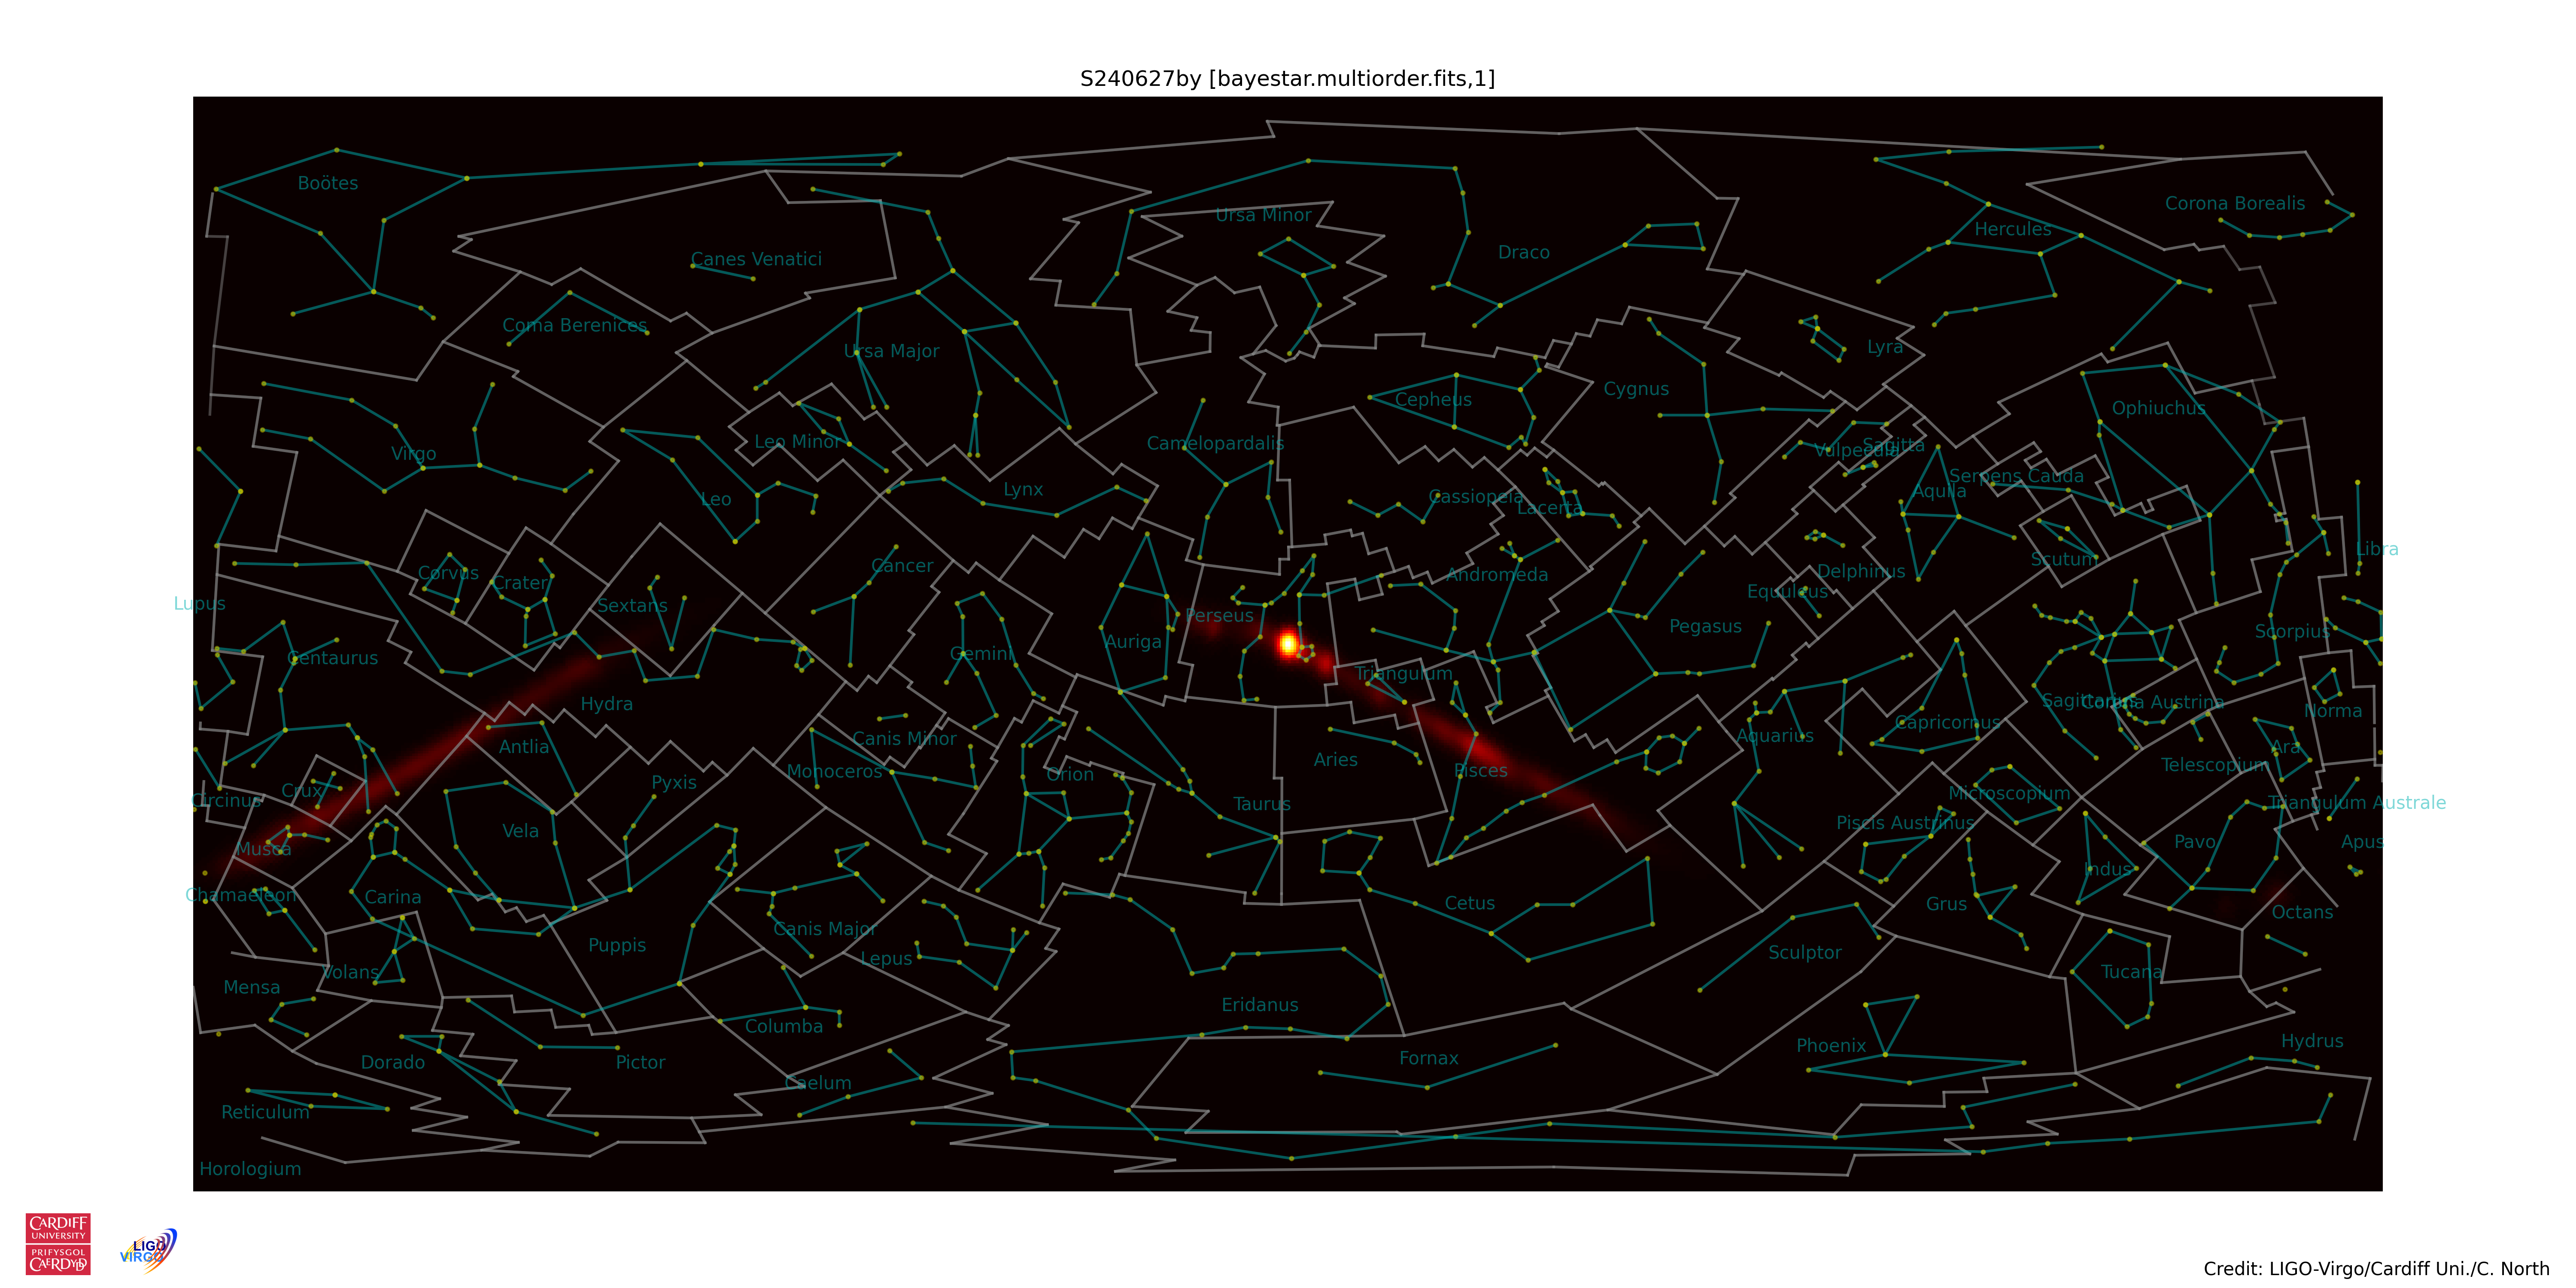 S240627by [bayestar.multiorder.fits,1]
Boötes
Corona Borealis
Ursa Minor
Hercules
Draco
Canes Venatici
Coma Berenices
Ursa Major
Lyra
Cygnus
Cepheus
Ophiuchus
Leo Minor
Camelopardalis
Virgo
Vulpecula
Sagitta
Serpens Cauda
Leo
Lynx
Cassiopeia
Lacerta
Aquila
Libra
Scutum
Corvus
Crater
Cancer
Andromeda
Delphinus
Equuleus
Lupus
Sextans
Perseus
Pegasus
Scorpius
Auriga
Gemini
Centaurus
Triangulum
Hydra
Sagittarius
Corona Austrina
Norma
Capricornus
Aquarius
Antlia
Canis Minor
Ara
Aries
Telescopium
Monoceros
Orion
Pisces
Pyxis
Crux
Microscopium
Circinus
Taurus
Triangulum Australe
Vela
Piscis Austrinus
Musca
Pavo
Apus
Indus
Chamaeleon
Carina
Cetus
Grus
Octans
Canis Major
Puppis
Sculptor
Lepus
Volans
Tucana
Mensa
Eridanus
Columba
Hydrus
Phoenix
Fornax
Dorado
Pictor
Caelum
Reticulum
Horologium
CARDIFF
UNIVERSITY
PRIFYSGOL
CAERDYDD
LIGO
VIRGO
Credit: LIGO-Virgo/Cardiff Uni./C. North